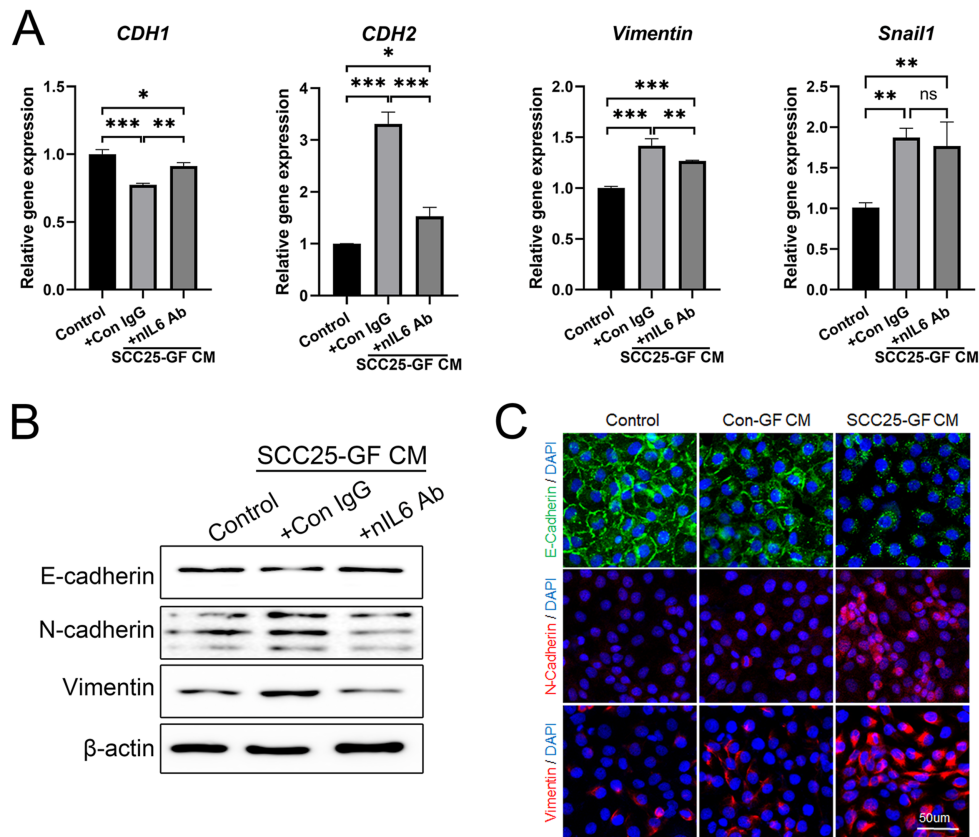 A
CDH1
Relative gene expression
1.5
1.0
0.5
0.0
*
*** **
Control
+Con IgG
+nIL6 Ab
SCC25-GF CM
CDH2
Relative gene expression
4
3
2
1
0
*
*** ***
Control
+Con IgG
+nIL6 Ab
SCC25-GF CM
Vimentin
Relative gene expression
2.0
1.5
1.0
0.5
0.0
***
*** **
Control
+Con IgG
+nIL6 Ab
SCC25-GF CM
Snail1
Relative gene expression
2.5
2.0
1.5
1.0
0.5
0.0
**
** ns
Control
+Con IgG
+nIL6 Ab
SCC25-GF CM
B
SCC25-GF CM
Control
+Con IgG
+nIL6 Ab
E-cadherin
N-cadherin
Vimentin
β-actin
C
Control Con-GF CM SCC25-GF CM
E-Cadherin / DAPI
N-Cadherin / DAPI
Vimentin / DAPI
50um